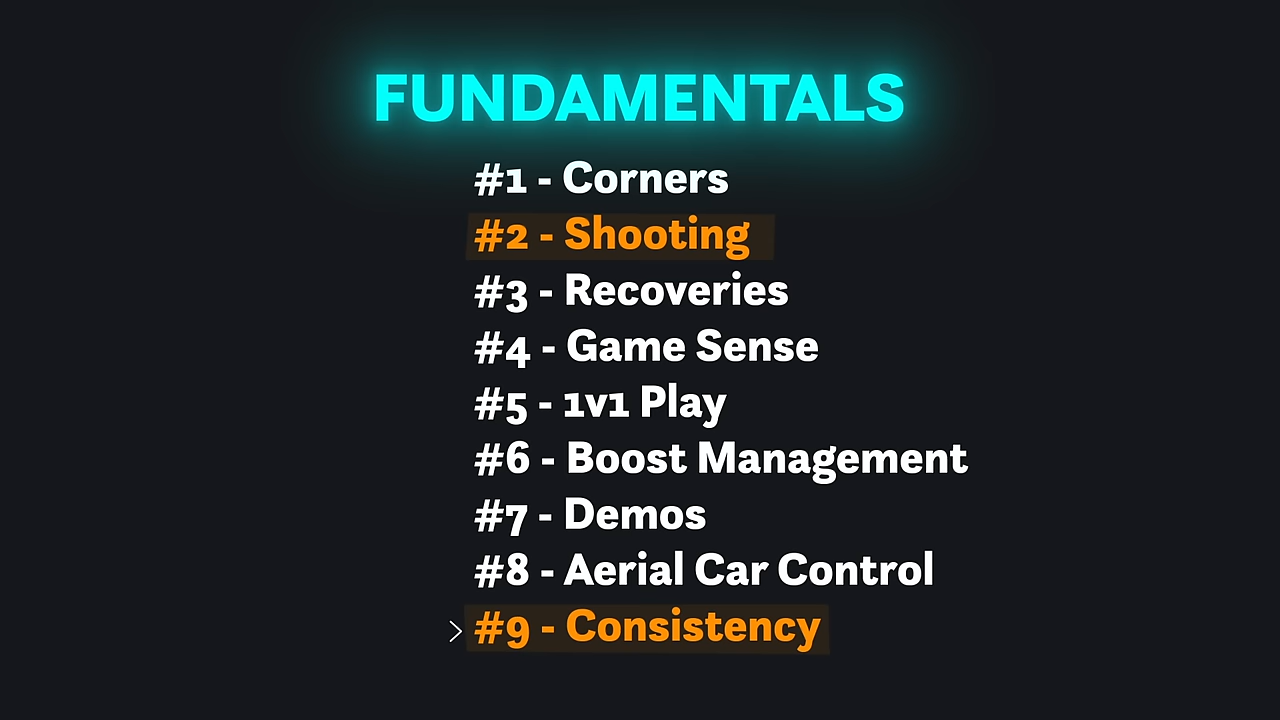 FUNDAMENTALS
#1 - Corners
#2 - Shooting
#3 - Recoveries
#4 - Game Sense
#5 - 1v1 Play
#6 - Boost Management
#7 - Demos
#8 - Aerial Car Control
#9 - Consistency